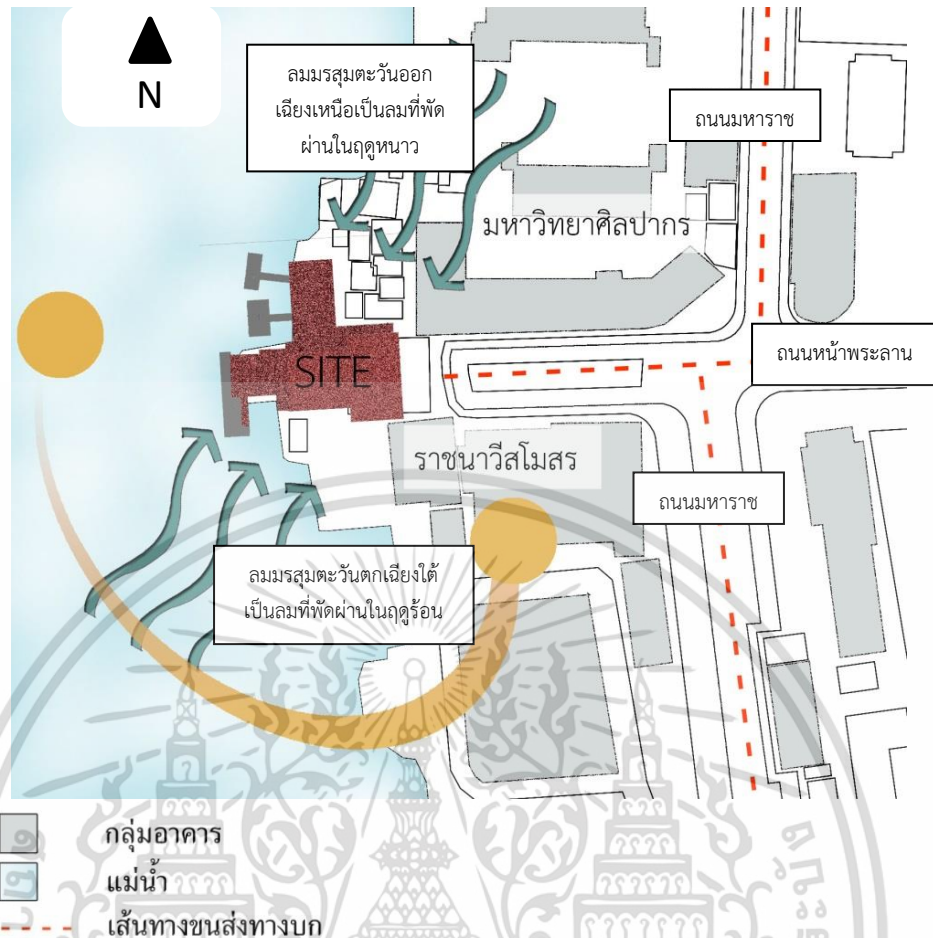 N
ลมมรสุมตะวันออก
เฉียงเหนือเป็นลมที่พัด
ผ่านในฤดูหนาว
ถนนมหาราช
มหาวิทยาศิลปากร
ถนนหน้าพระลาน
SITE
ราชนาวีสโมสร
ถนนมหาราช
ลมมรสุมตะวันตกเฉียงใต้
เป็นลมที่พัดผ่านในฤดูร้อน
กลุ่มอาคาร
แม่น้ำ
เส้นทางขนส่งทางบก